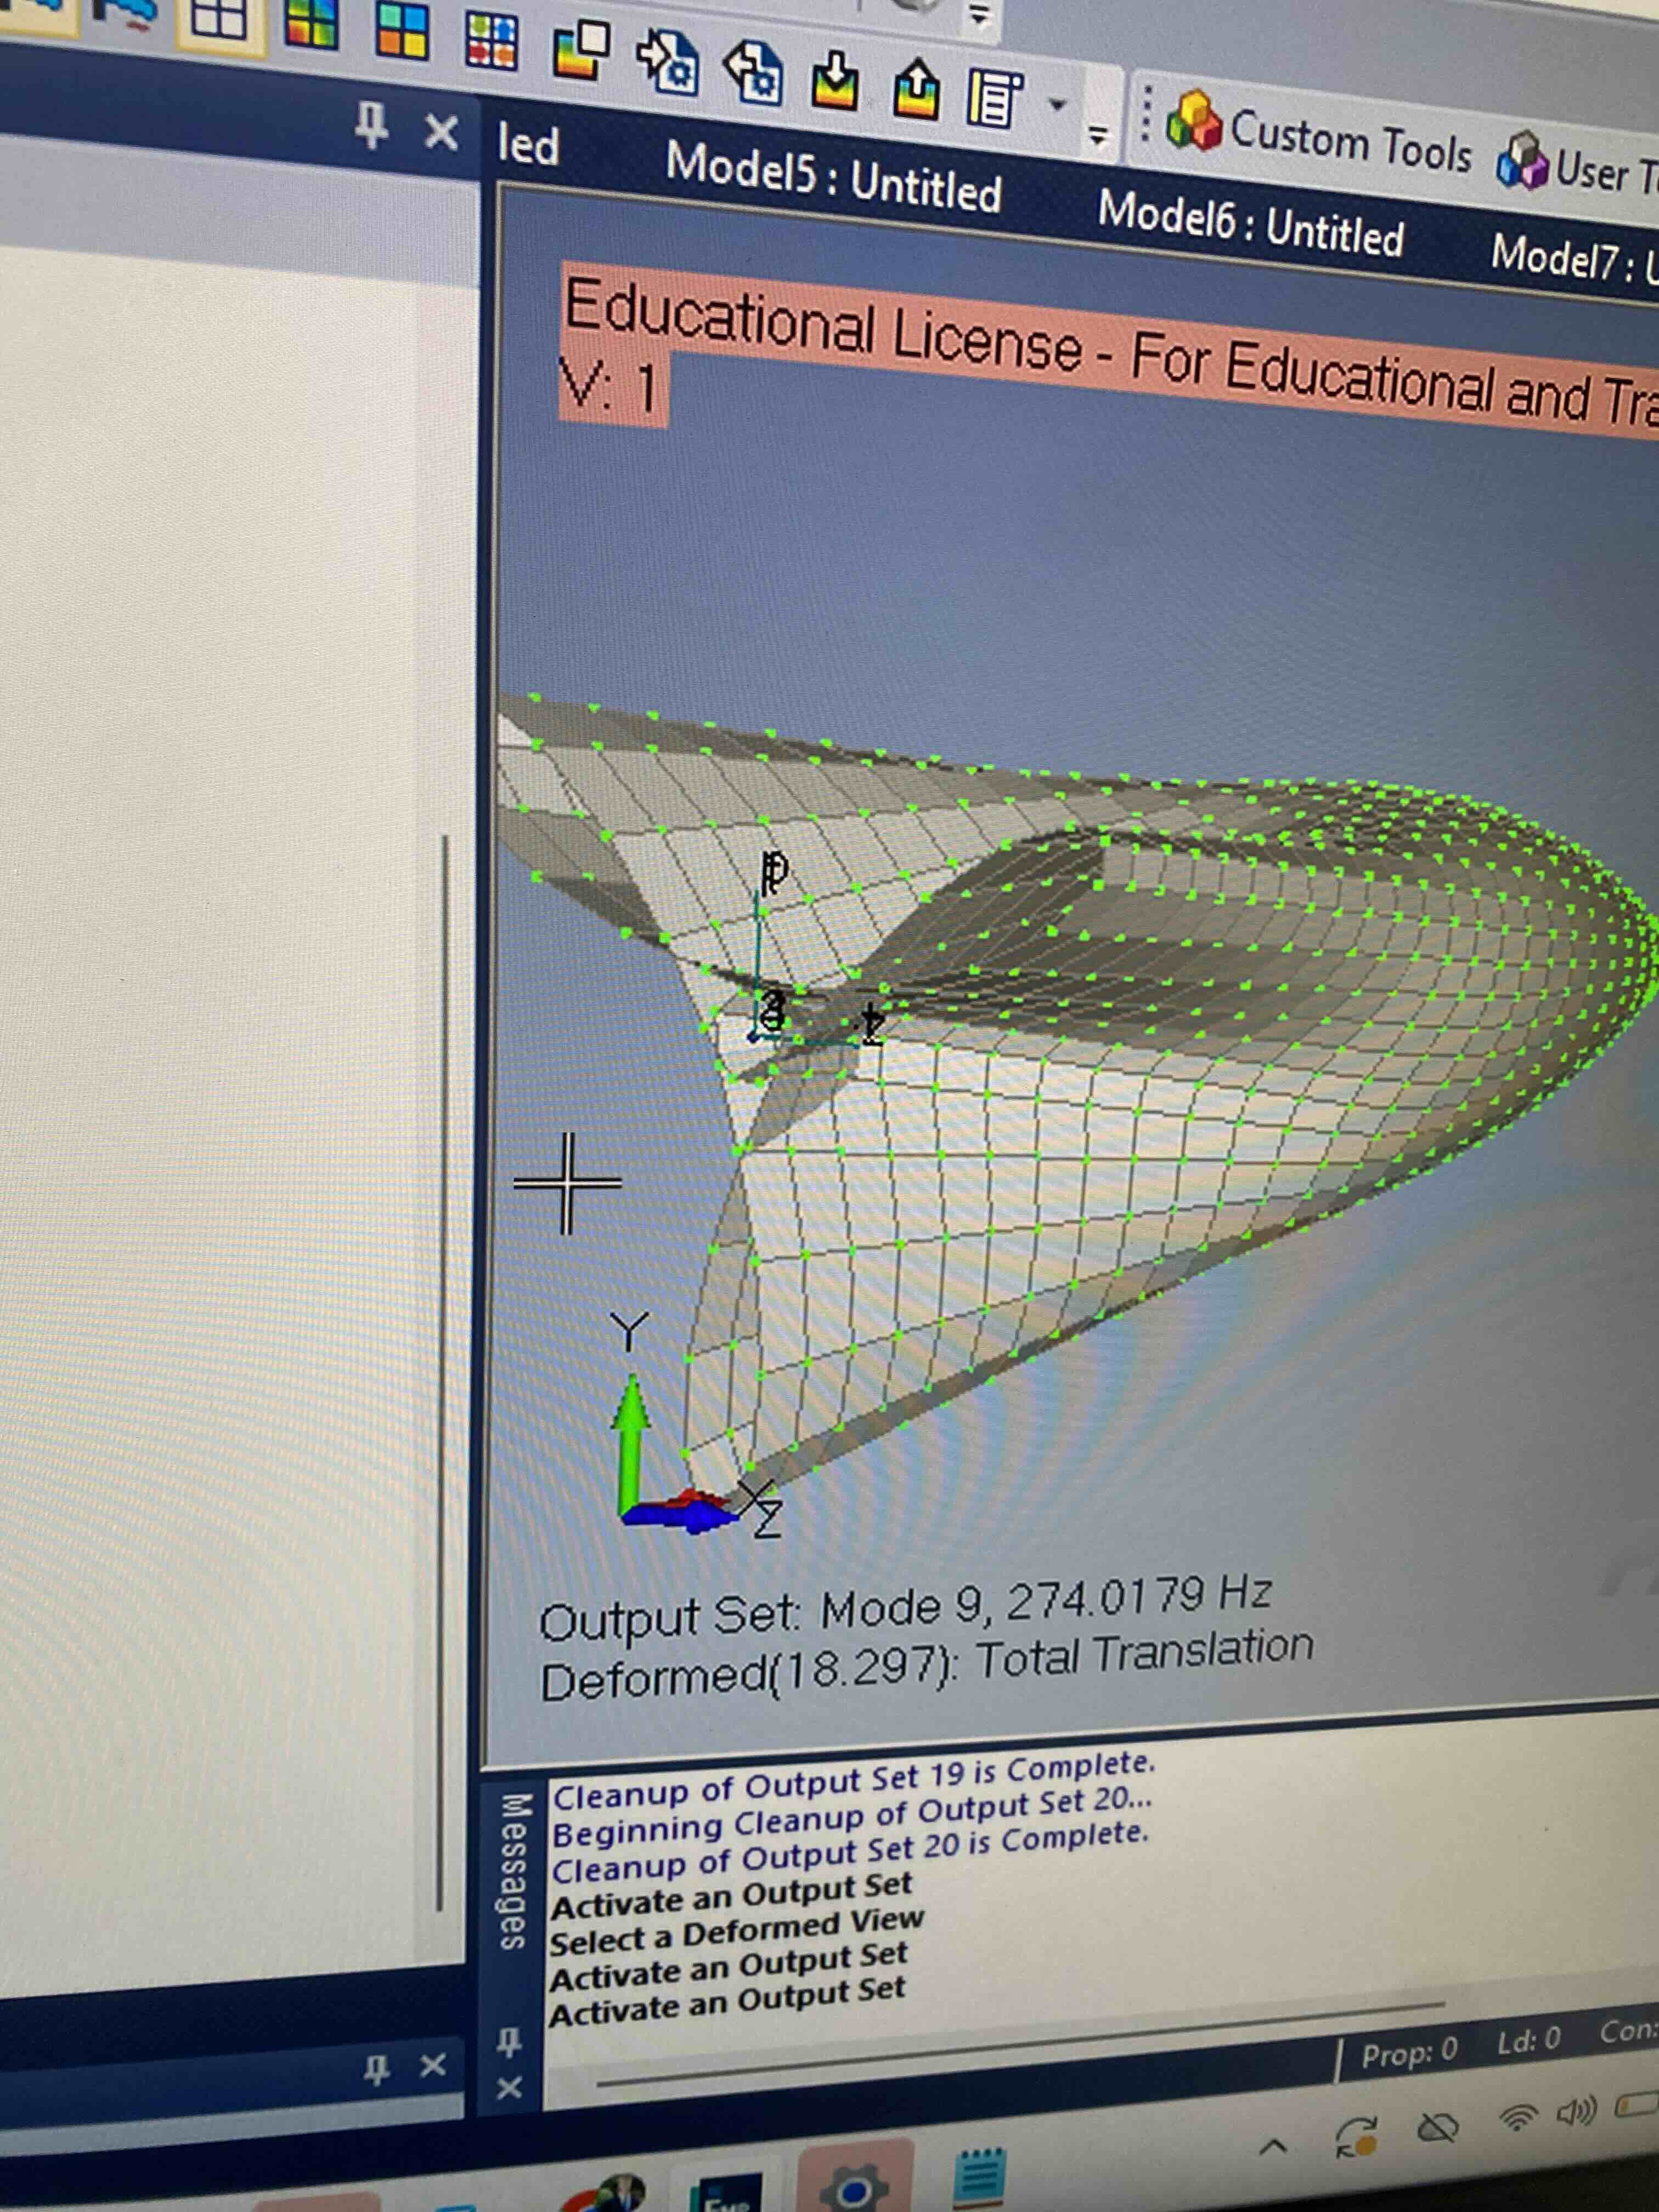 Custom Tools
User T
led
Model5 : Untitled
Model6 : Untitled
Model7 : U
Educational License - For Educational and Tra
V: 1
Y
X
Z
Output Set: Mode 9, 274.0179 Hz
Deformed(18.297): Total Translation
Messages
Cleanup of Output Set 19 is Complete.
Beginning Cleanup of Output Set 20...
Cleanup of Output Set 20 is Complete.
Activate an Output Set
Select a Deformed View
Activate an Output Set
Activate an Output Set
Prop: 0
Ld: 0
Con: